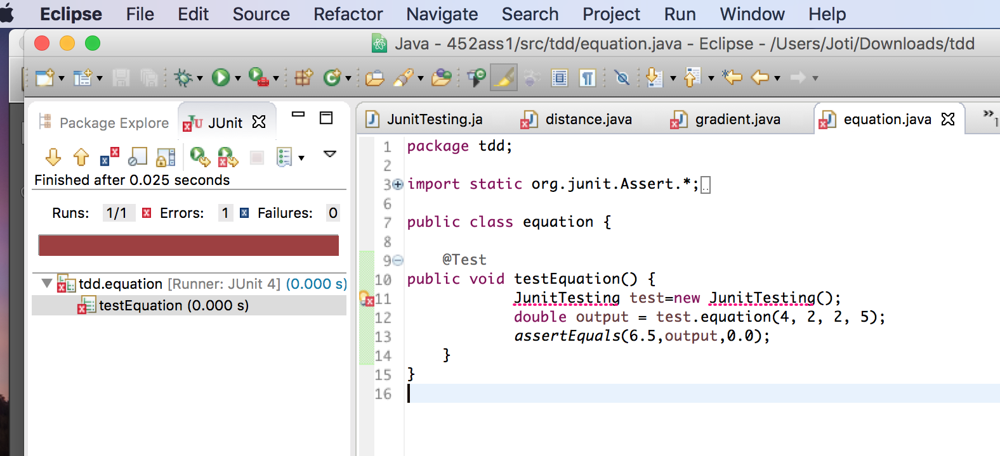 Eclipse File Edit Source Refactor Navigate Search Project Run Window Help
Java - 452ass1/src/tdd/equation.java - Eclipse - /Users/Joti/Downloads/tdd
Package Explore JUnit
JunitTesting.ja distance.java gradient.java equation.java »1
Finished after 0.025 seconds
Runs: 1/1 Errors: 1 Failures: 0
tdd.equation [Runner: JUnit 4] (0.000 s)
testEquation (0.000 s)
1 package tdd;
2
3 import static org.junit.Assert.*;
6
7 public class equation {
8
9 @Test
10 public void testEquation() {
11 JunitTesting test=new JunitTesting();
12 double output = test.equation(4, 2, 2, 5);
13 assertEquals(6.5,output,0.0);
14 }
15 }
16